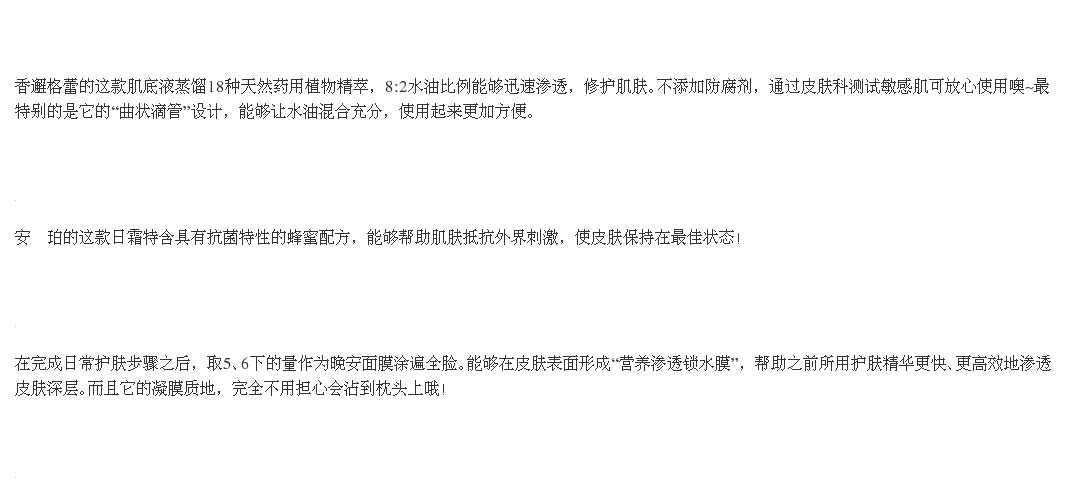 香邂格蕾的这款肌底液蒸馏18种天然药用植物精萃，8:2水油比例能够迅速渗透，修护肌肤。不添加防腐剂，通过皮肤科测试敏感肌可放心使用噢~最
特别的是它的“曲状滴管”设计，能够让水油混合充分，使用起来更加方便。
安　珀的这款日霜特含具有抗菌特性的蜂蜜配方，能够帮助肌肤抵抗外界刺激，使皮肤保持在最佳状态!
在完成日常护肤步骤之后，取5、6下的量作为晚安面膜涂遍全脸。能够在皮肤表面形成“营养渗透锁水膜”，帮助之前所用护肤精华更快、更高效地渗透
皮肤深层。而且它的凝膜质地，完全不用担心会沾到枕头上哦!